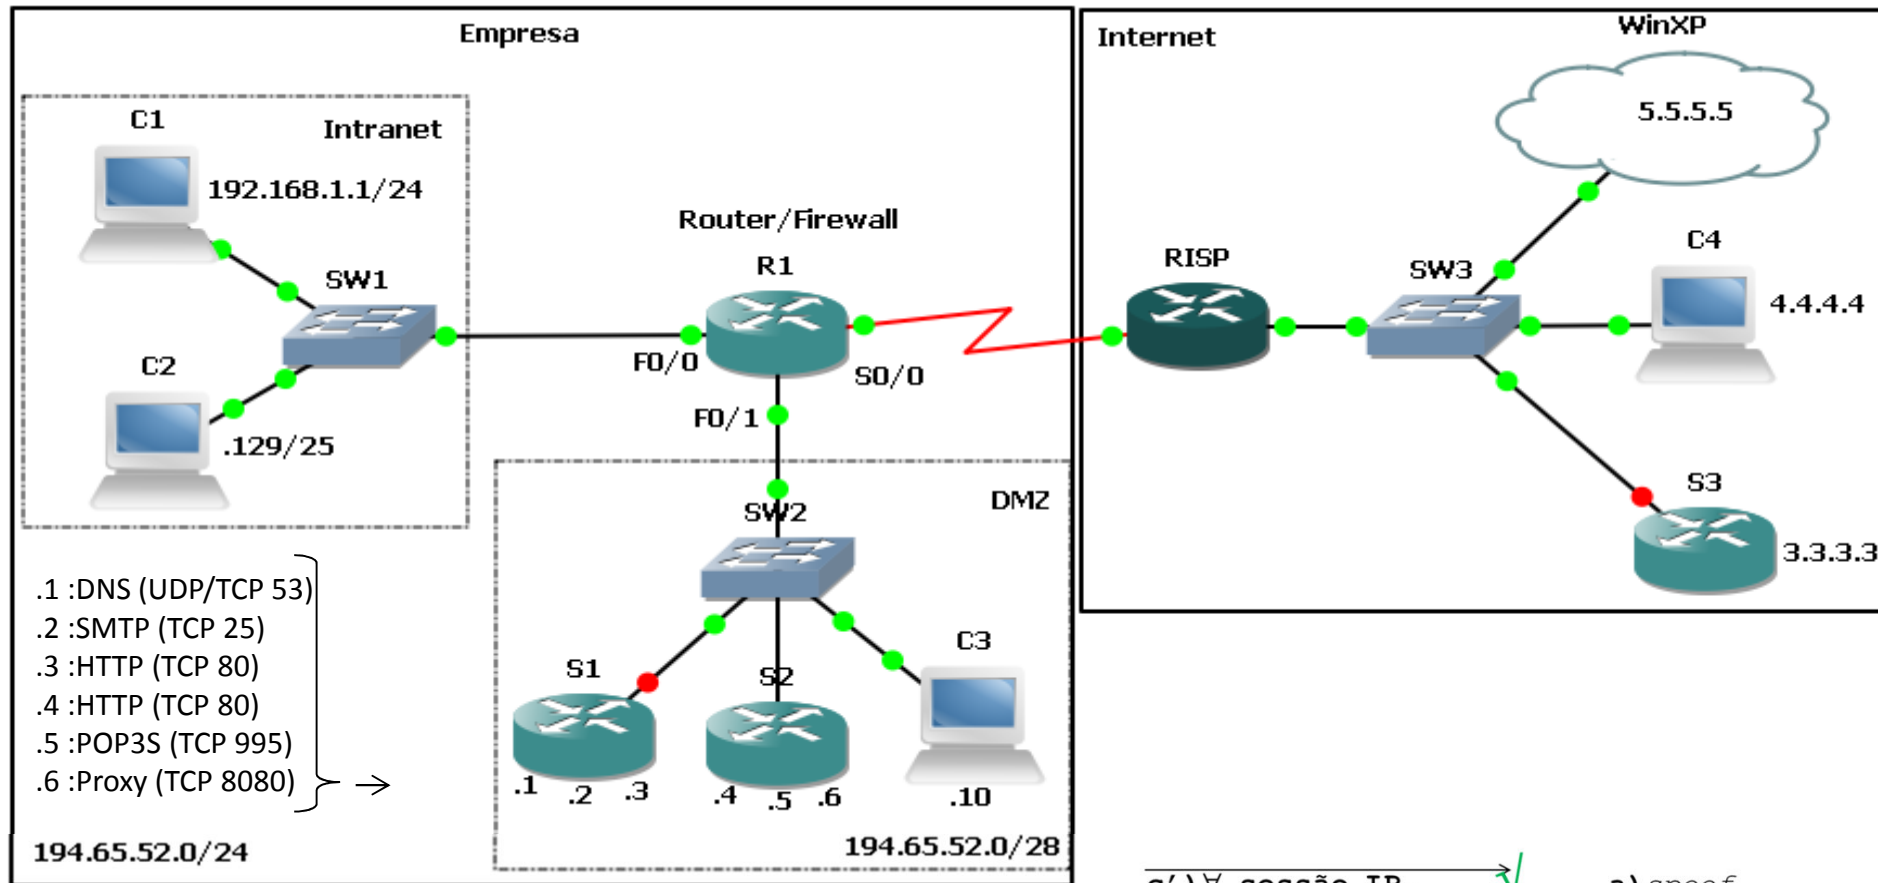 Empresa
Internet
WinXP
5.5.5.5
C1
Intranet
192.168.1.1/24
Router/Firewall
R1
RISP
SW3
C4
4.4.4.4
SW1
F0/0
S0/0
C2
.129/25
F0/1
S3
3.3.3.3
SW2
DMZ
.1 :DNS (UDP/TCP 53)
.2 :SMTP (TCP 25)
.3 :HTTP (TCP 80)
.4 :HTTP (TCP 80)
.5 :POP3S (TCP 995)
.6 :Proxy (TCP 8080)
S1
S2
C3
.1 .2 .3
.4 .5 .6
.10
194.65.52.0/24
194.65.52.0/28